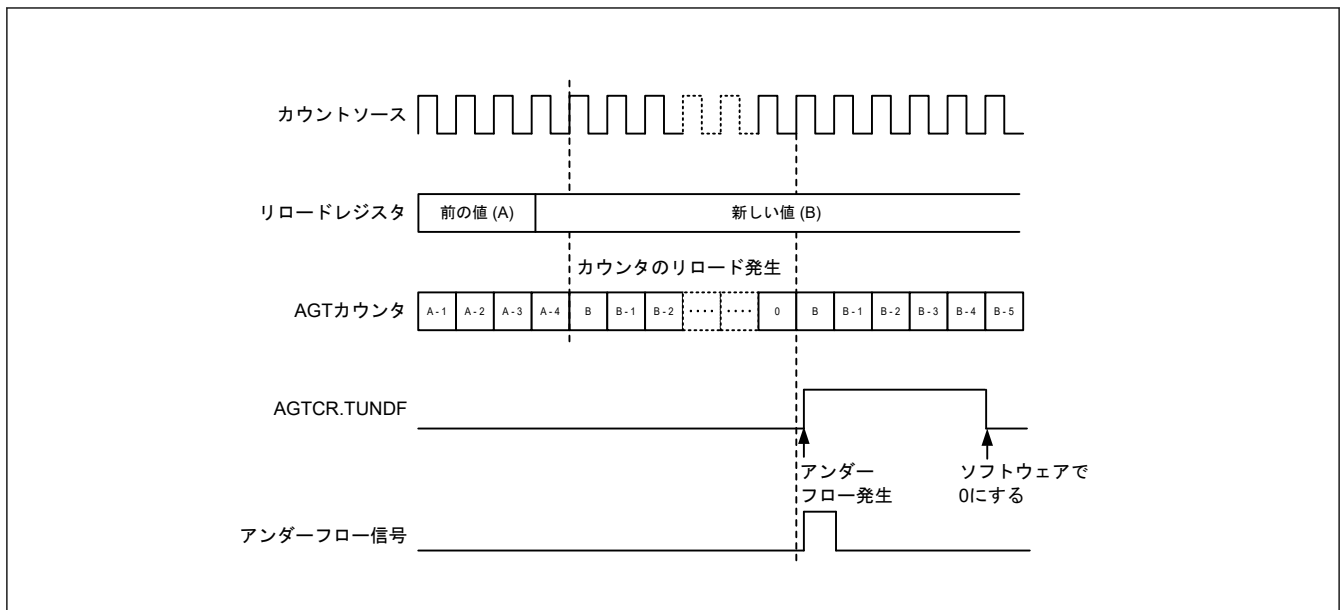 カウントソース
リロードレジスタ
前の値 (A)
新しい値 (B)
カウンタのリロード発生
AGTカウンタ
A - 1
A - 2
A - 3
A - 4
B
B - 1
B - 2
····
····
0
B
B - 1
B - 2
B - 3
B - 4
B - 5
AGTCR.TUNDF
アンダー
フロー発生
ソフトウェアで
0にする
アンダーフロー信号